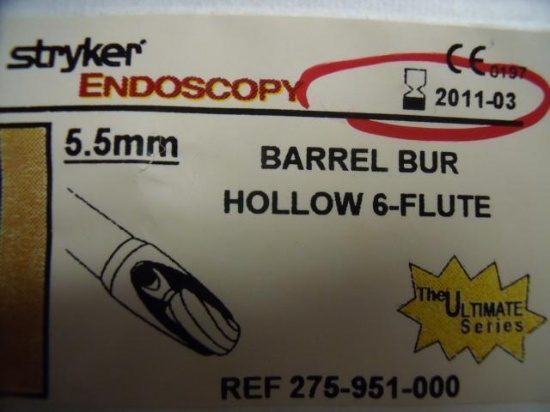 stryker
ENDOSCOPY
CE 0197
2011-03
5.5mm
BARREL BUR
HOLLOW 6-FLUTE
The ULTIMATE
Series
REF 275-951-000